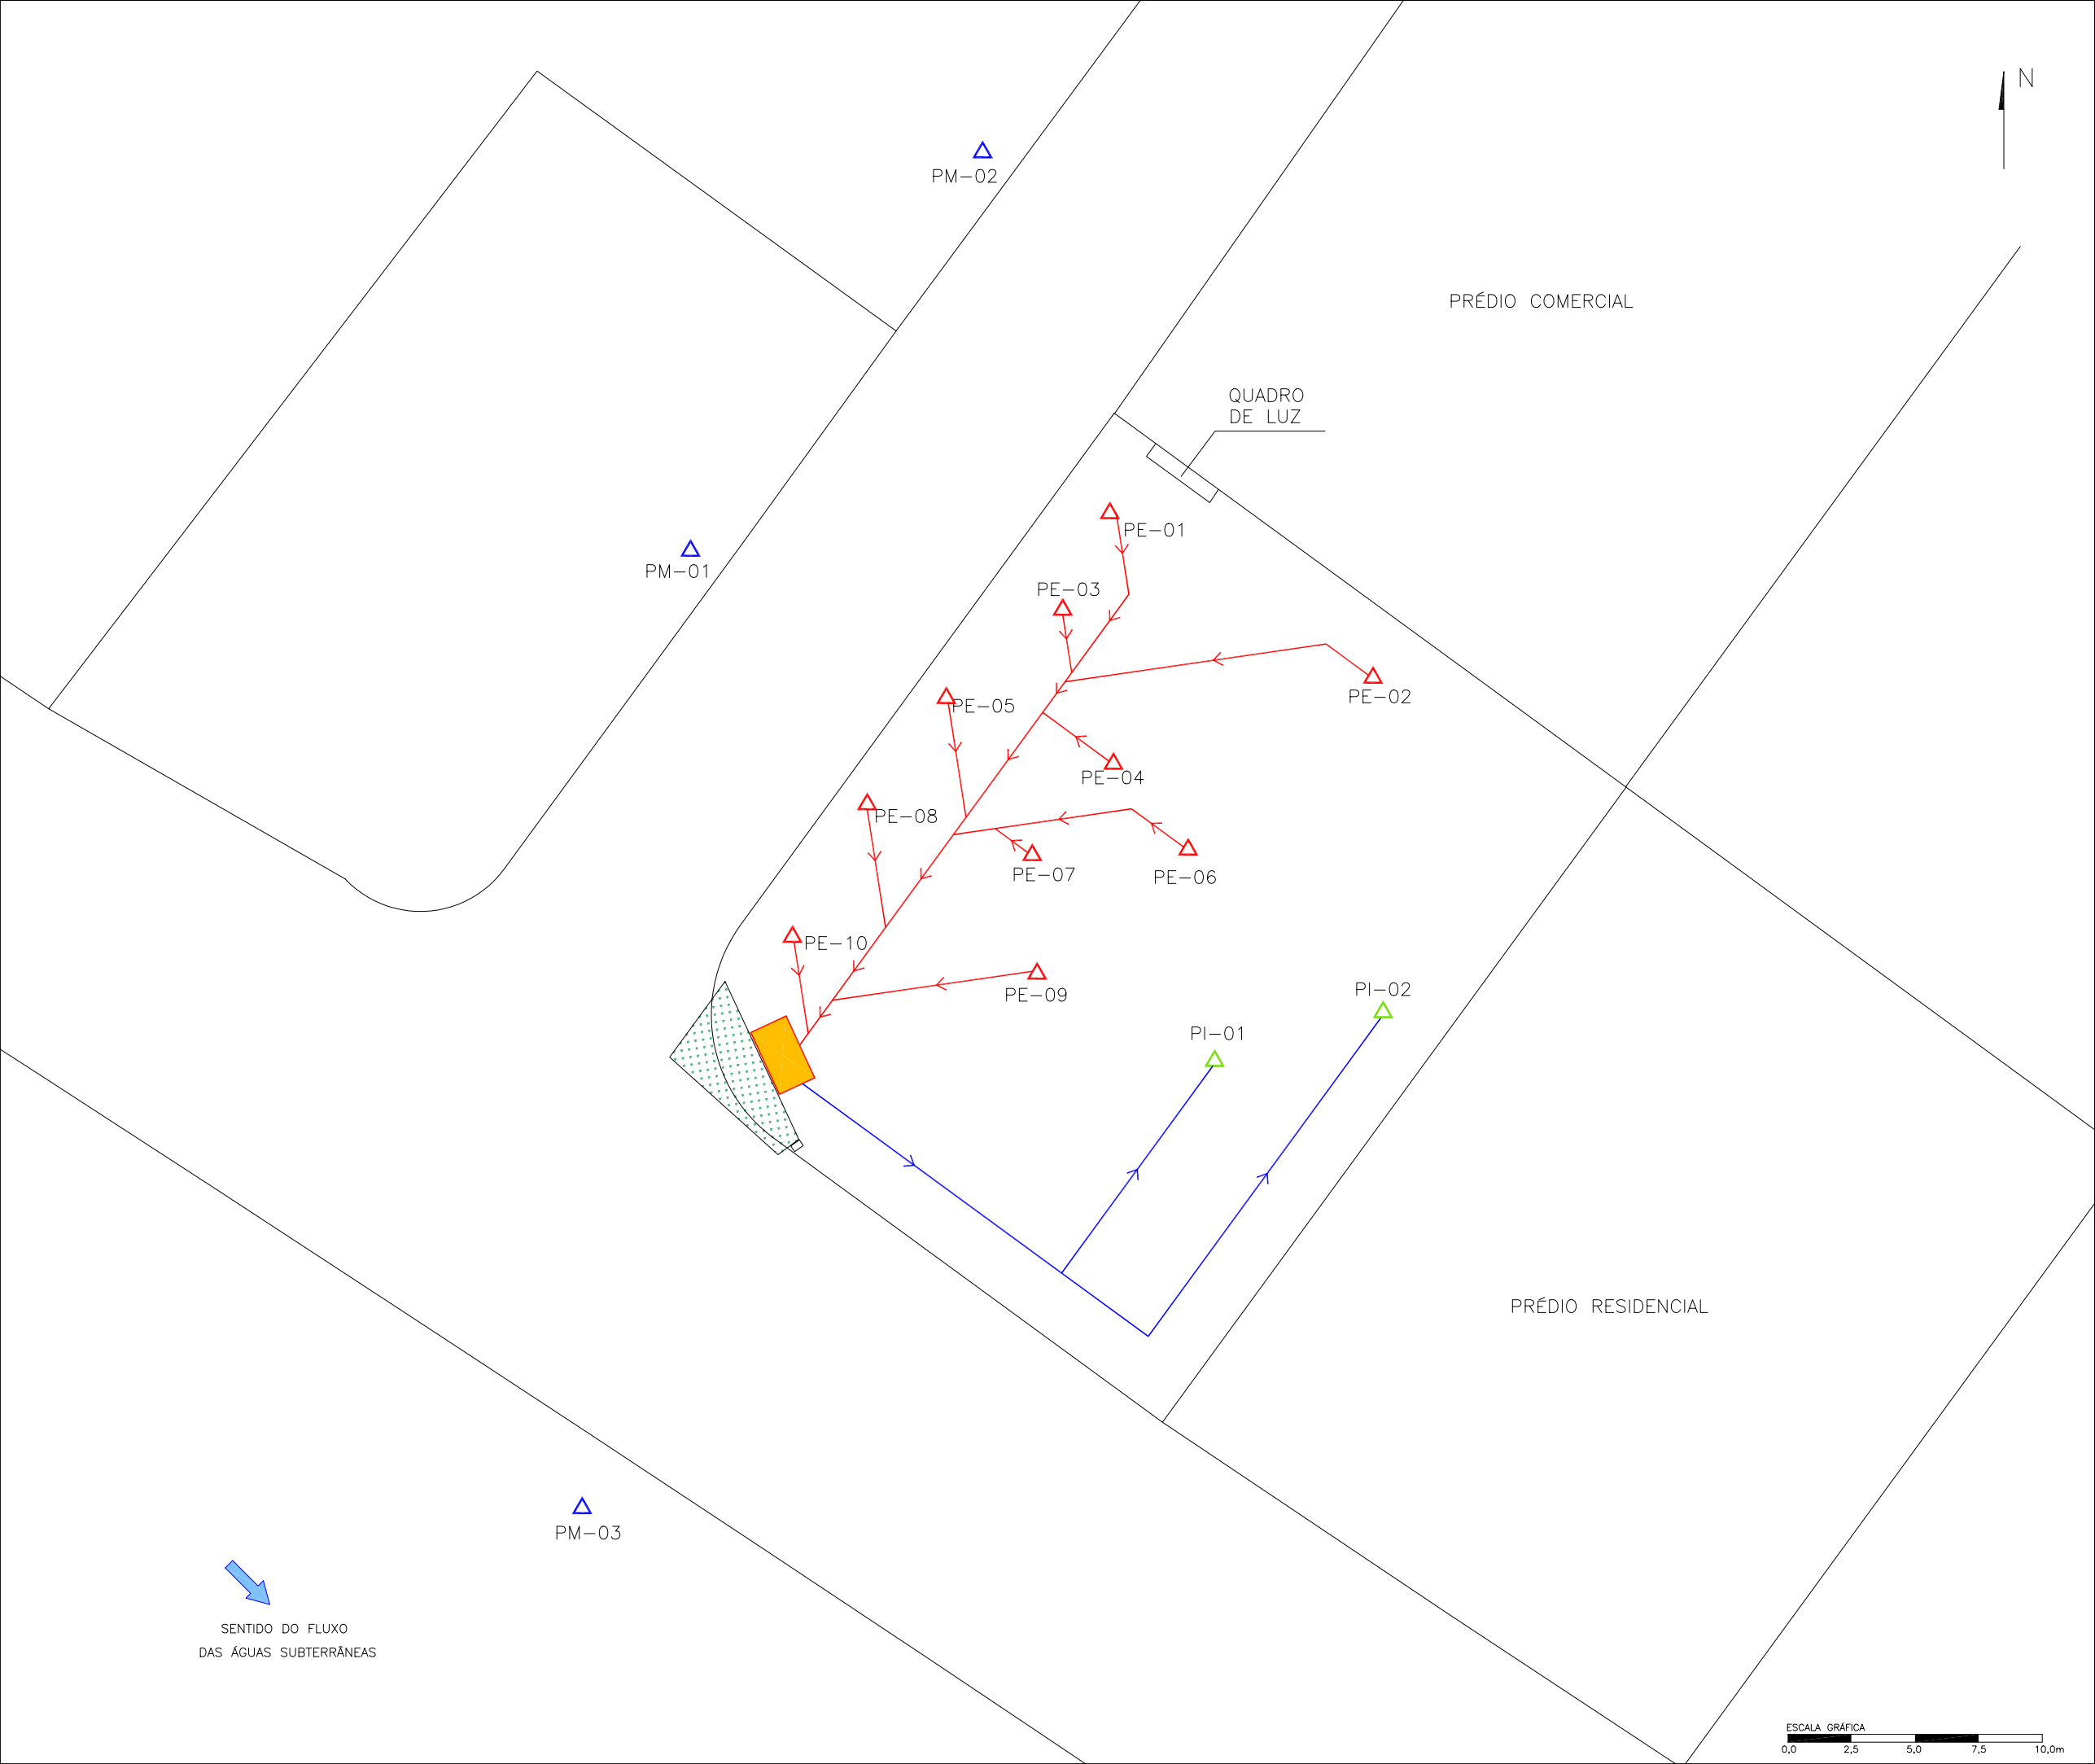 N
PM-02
PRÉDIO COMERCIAL
QUADRO
DE LUZ
PE-01
PM-01
PE-03
PE-02
PE-05
PE-04
PE-08
PE-07
PE-06
PE-10
PE-09
PI-02
PI-01
PRÉDIO RESIDENCIAL
PM-03
SENTIDO DO FLUXO
DAS ÁGUAS SUBTERRÂNEAS
ESCALA GRÁFICA
0,0 2,5 5,0 7,5 10,0m